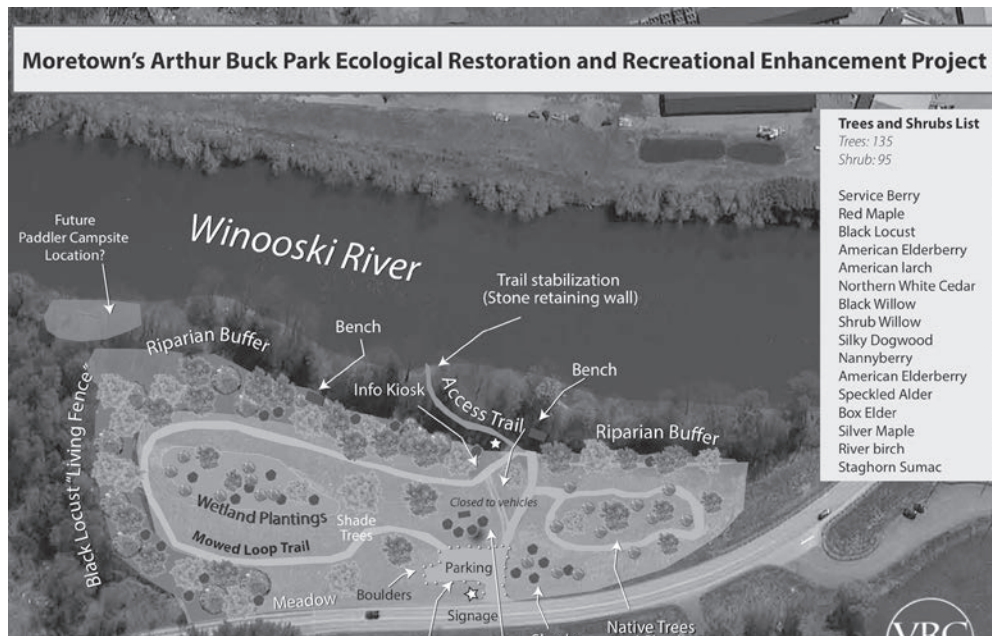 Moretown's Arthur Buck Park Ecological Restoration and Recreational Enhancement Project
Trees and Shrubs List
Trees: 135
Shrub: 95
Service Berry
Red Maple
Black Locust
American Elderberry
American larch
Northern White Cedar
Black Willow
Shrub Willow
Silky Dogwood
Nannyberry
American Elderberry
Speckled Alder
Box Elder
Silver Maple
River birch
Staghorn Sumac
Future
Paddler Campsite
Location?
Winooski River
Trail stabilization
(Stone retaining wall)
Riparian Buffer
Bench
Info Kiosk
Access Trail
Bench
Riparian Buffer
Black Locust "Living Fence"
Closed to vehicles
Wetland Plantings
Shade
Trees
Mowed Loop Trail
Parking
Boulders
Meadow
Signage
Native Trees